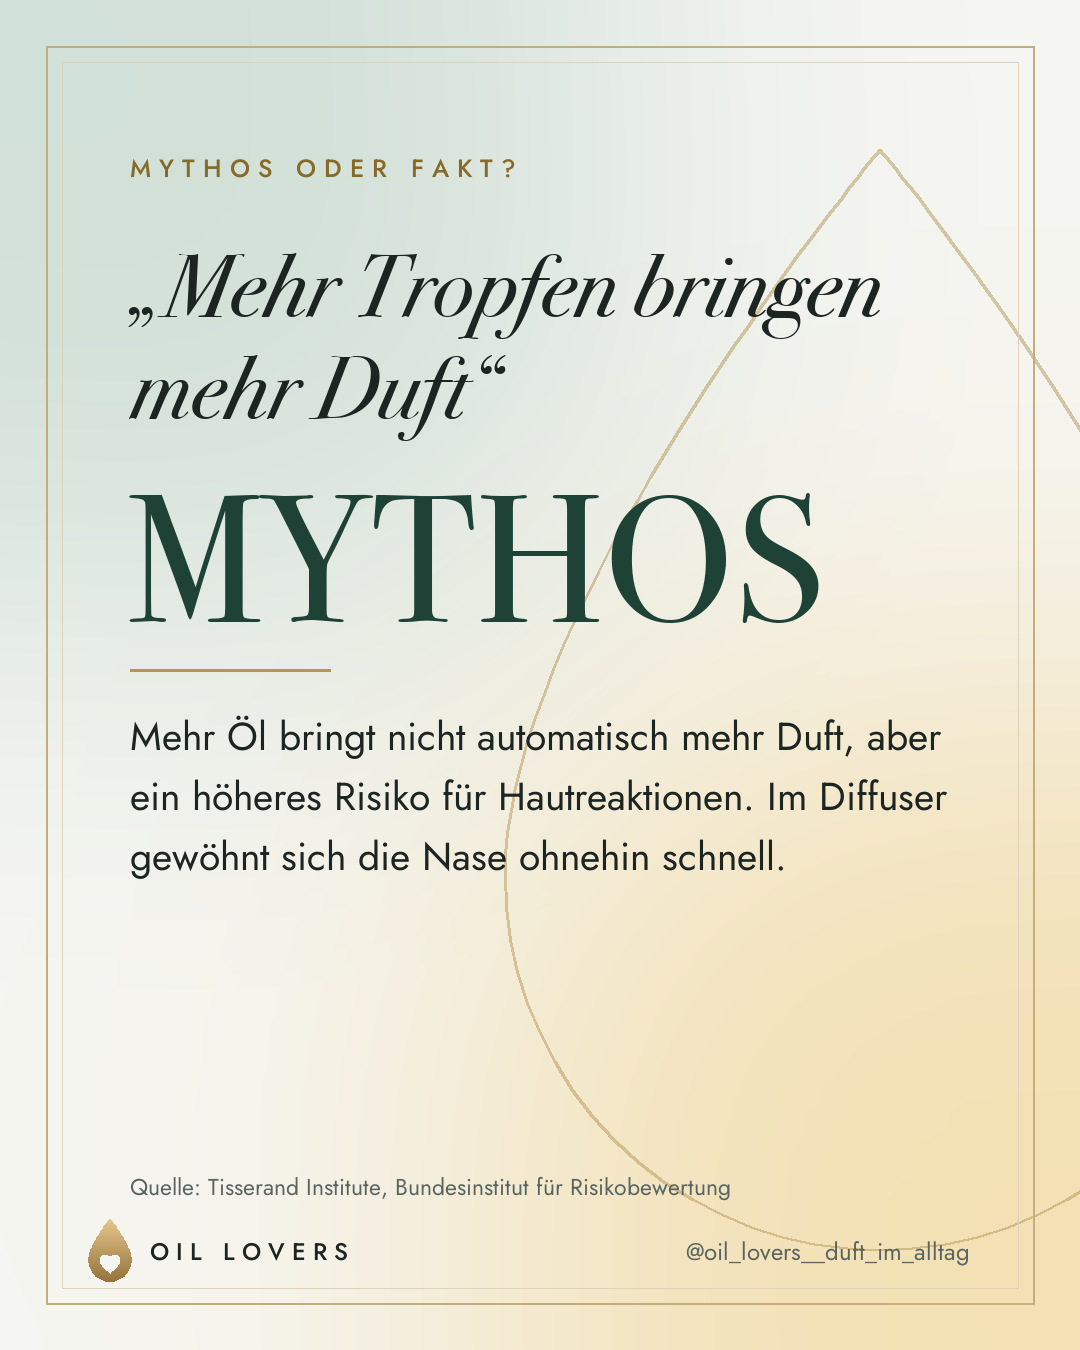 MYTHOS ODER FAKT?
„Mehr Tropfen bringen
mehr Duft“
MYTHOS
Mehr Öl bringt nicht automatisch mehr Duft, aber
ein höheres Risiko für Hautreaktionen. Im Diffuser
gewöhnt sich die Nase ohnehin schnell.
Quelle: Tisserand Institute, Bundesinstitut für Risikobewertung
OIL LOVERS
@oil_lovers__duft_im_alltag